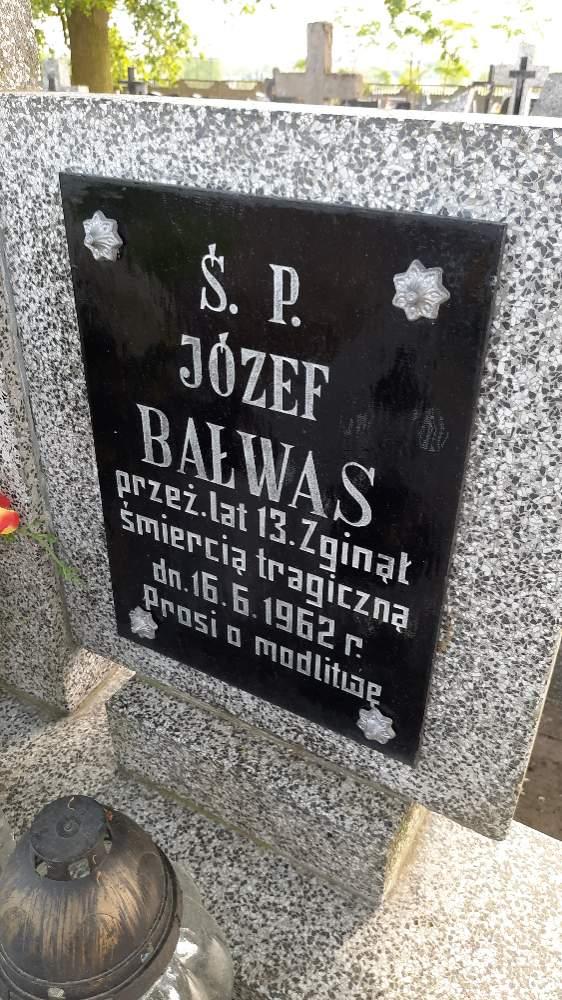 Ś. P.
JÓZEF
BAŁWAS
przeż. lat 13. Zginął
śmiercią tragiczną
dn. 16. 6. 1962 r.
prosi o modlitwę